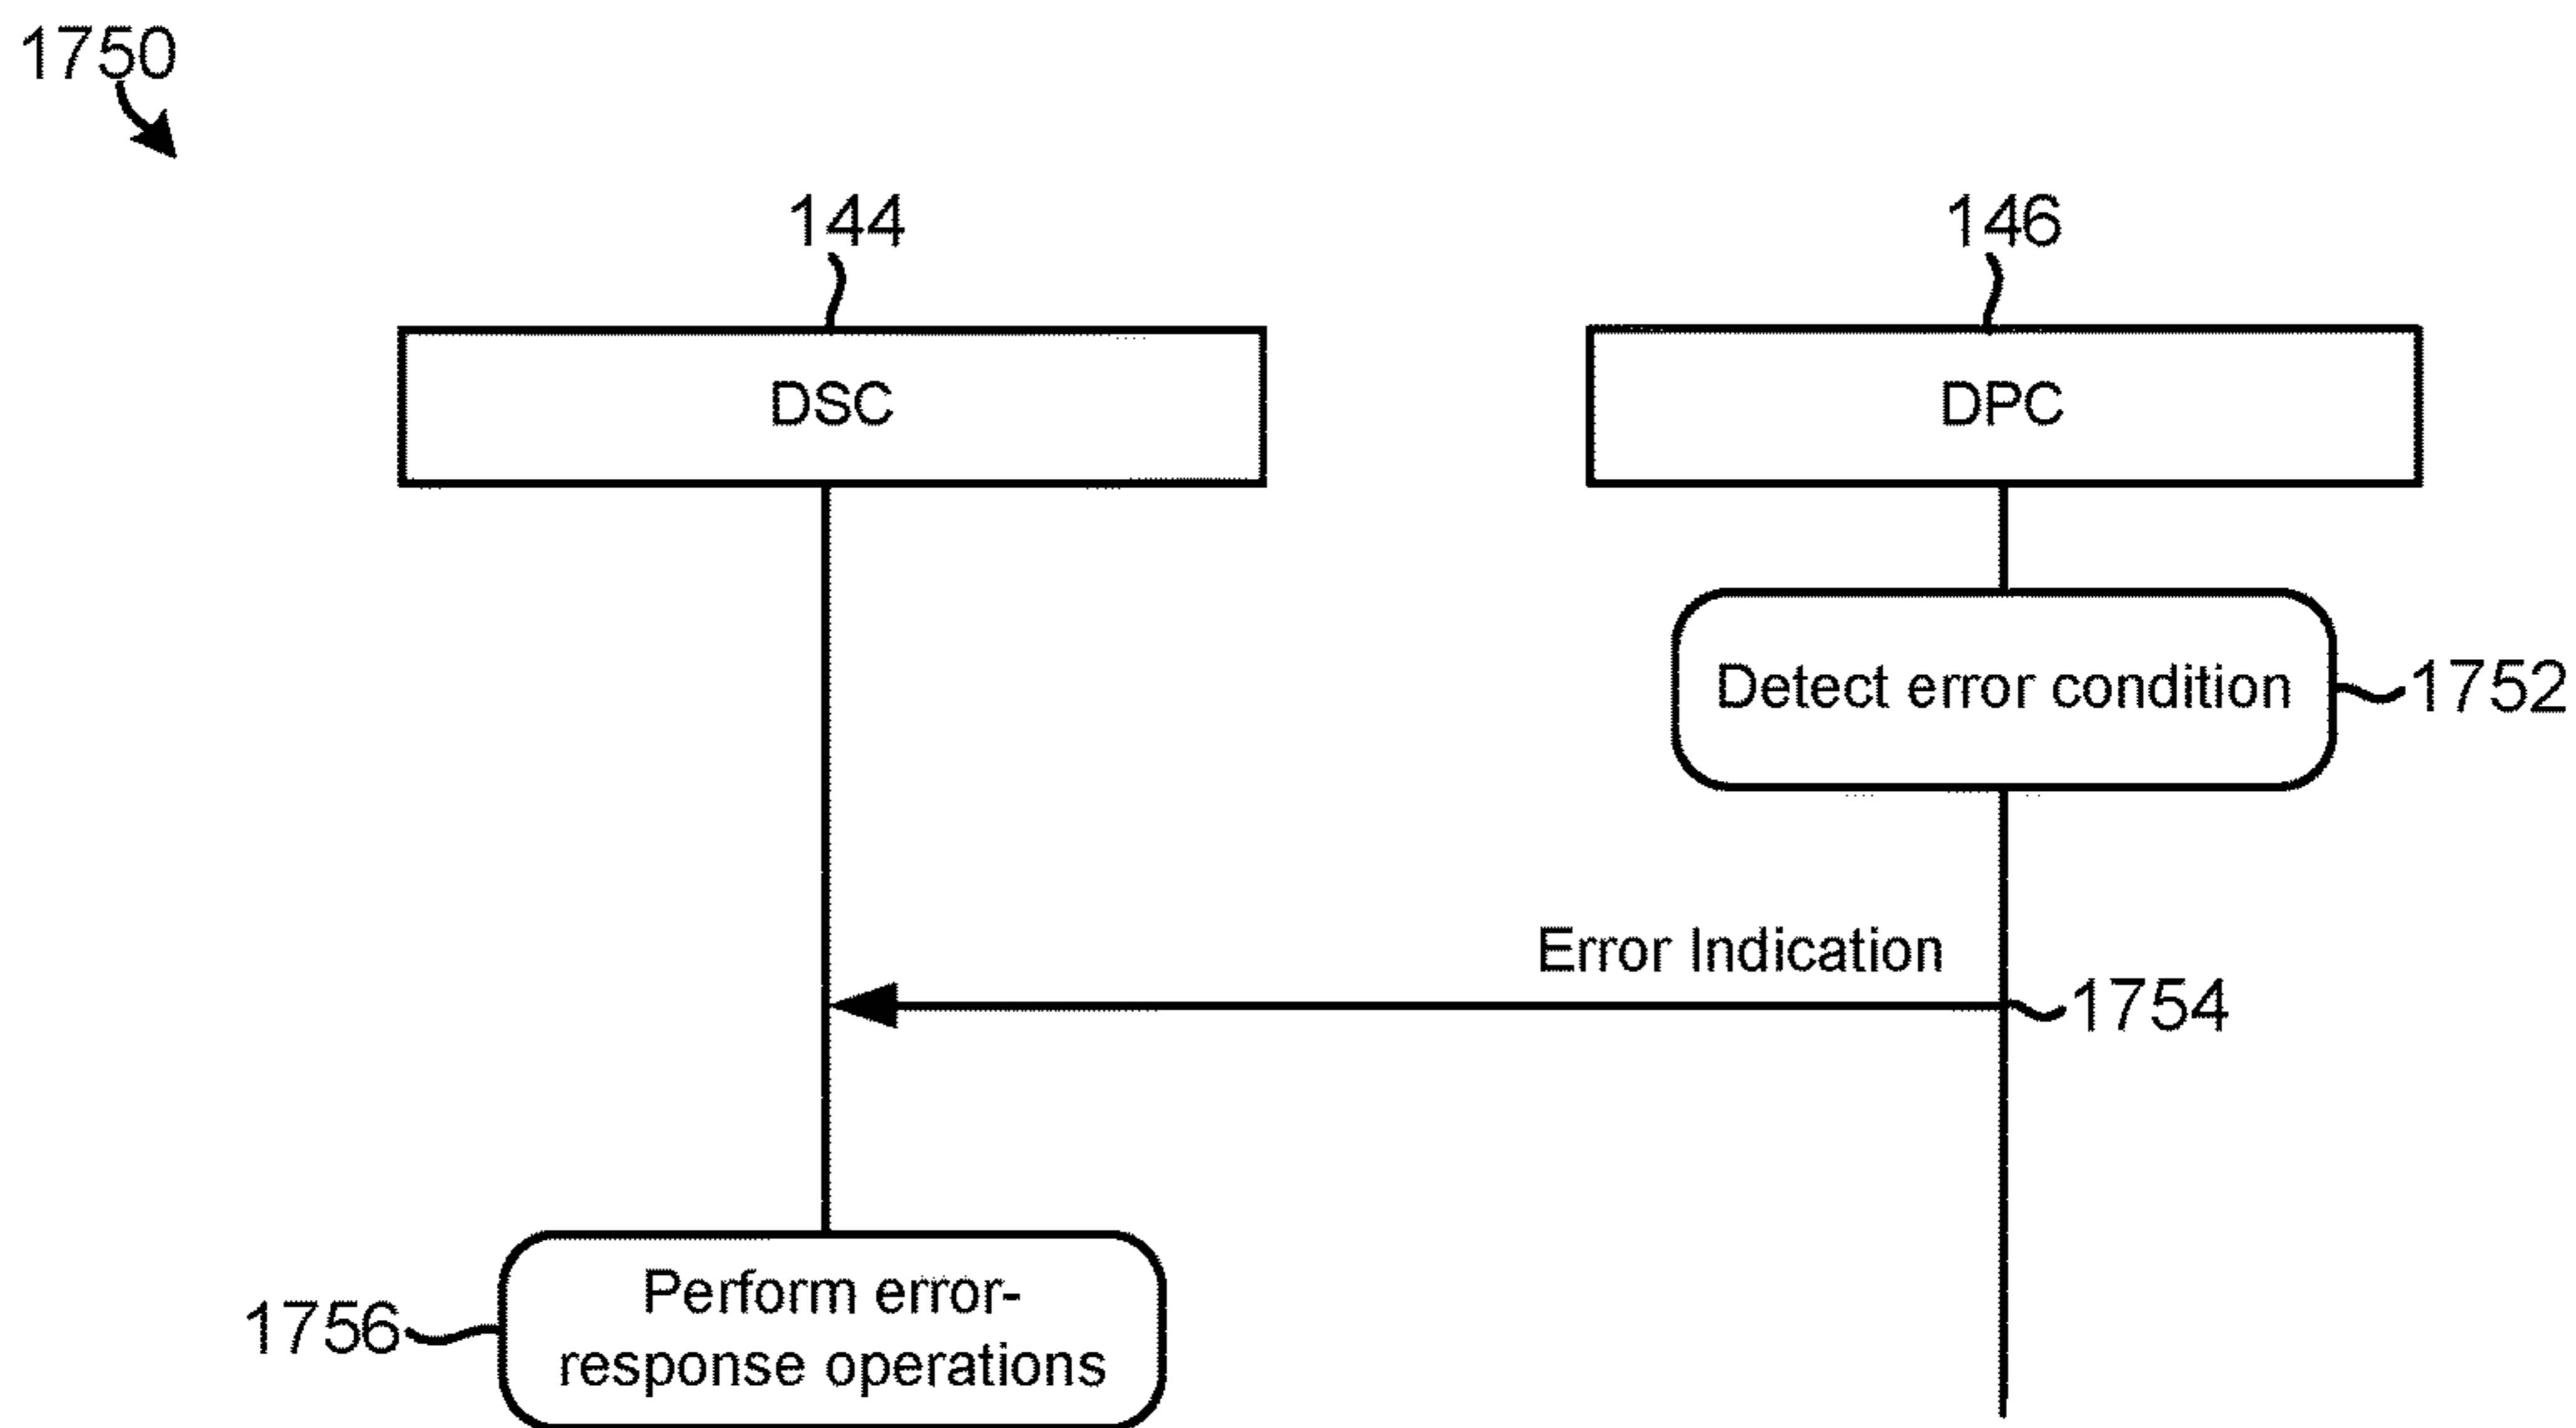 1750
144
146
DSC
DPC
Detect error condition
1752
Error Indication
1754
1756
Perform error-
response operations